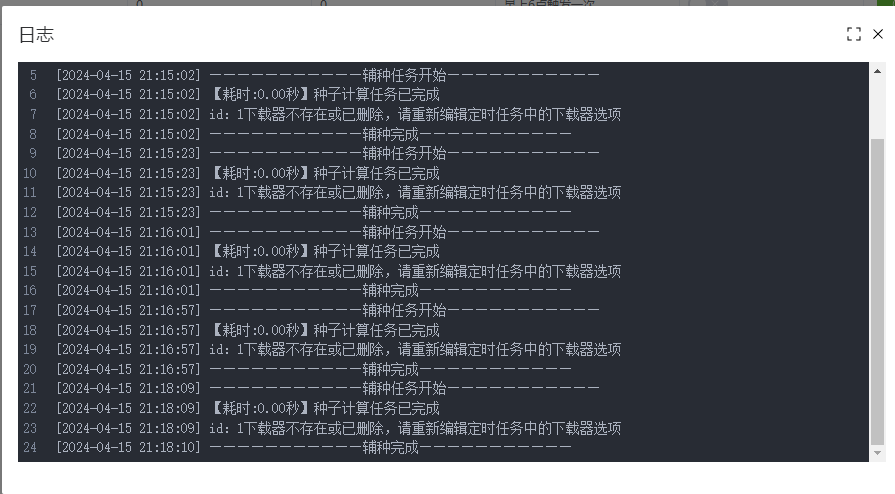 日志
5 [2024-04-15 21:15:02] ———————————辅种任务开始———————————
6 [2024-04-15 21:15:02] 【耗时:0.00秒】种子计算任务已完成
7 [2024-04-15 21:15:02] id: 1下载器不存在或已删除，请重新编辑定时任务中的下载器选项
8 [2024-04-15 21:15:02] ———————————辅种完成———————————
9 [2024-04-15 21:15:23] ———————————辅种任务开始———————————
10 [2024-04-15 21:15:23] 【耗时:0.00秒】种子计算任务已完成
11 [2024-04-15 21:15:23] id: 1下载器不存在或已删除，请重新编辑定时任务中的下载器选项
12 [2024-04-15 21:15:23] ———————————辅种完成———————————
13 [2024-04-15 21:16:01] ———————————辅种任务开始———————————
14 [2024-04-15 21:16:01] 【耗时:0.00秒】种子计算任务已完成
15 [2024-04-15 21:16:01] id: 1下载器不存在或已删除，请重新编辑定时任务中的下载器选项
16 [2024-04-15 21:16:01] ———————————辅种完成———————————
17 [2024-04-15 21:16:57] ———————————辅种任务开始———————————
18 [2024-04-15 21:16:57] 【耗时:0.00秒】种子计算任务已完成
19 [2024-04-15 21:16:57] id: 1下载器不存在或已删除，请重新编辑定时任务中的下载器选项
20 [2024-04-15 21:16:57] ———————————辅种完成———————————
21 [2024-04-15 21:18:09] ———————————辅种任务开始———————————
22 [2024-04-15 21:18:09] 【耗时:0.00秒】种子计算任务已完成
23 [2024-04-15 21:18:09] id: 1下载器不存在或已删除，请重新编辑定时任务中的下载器选项
24 [2024-04-15 21:18:10] ———————————辅种完成———————————